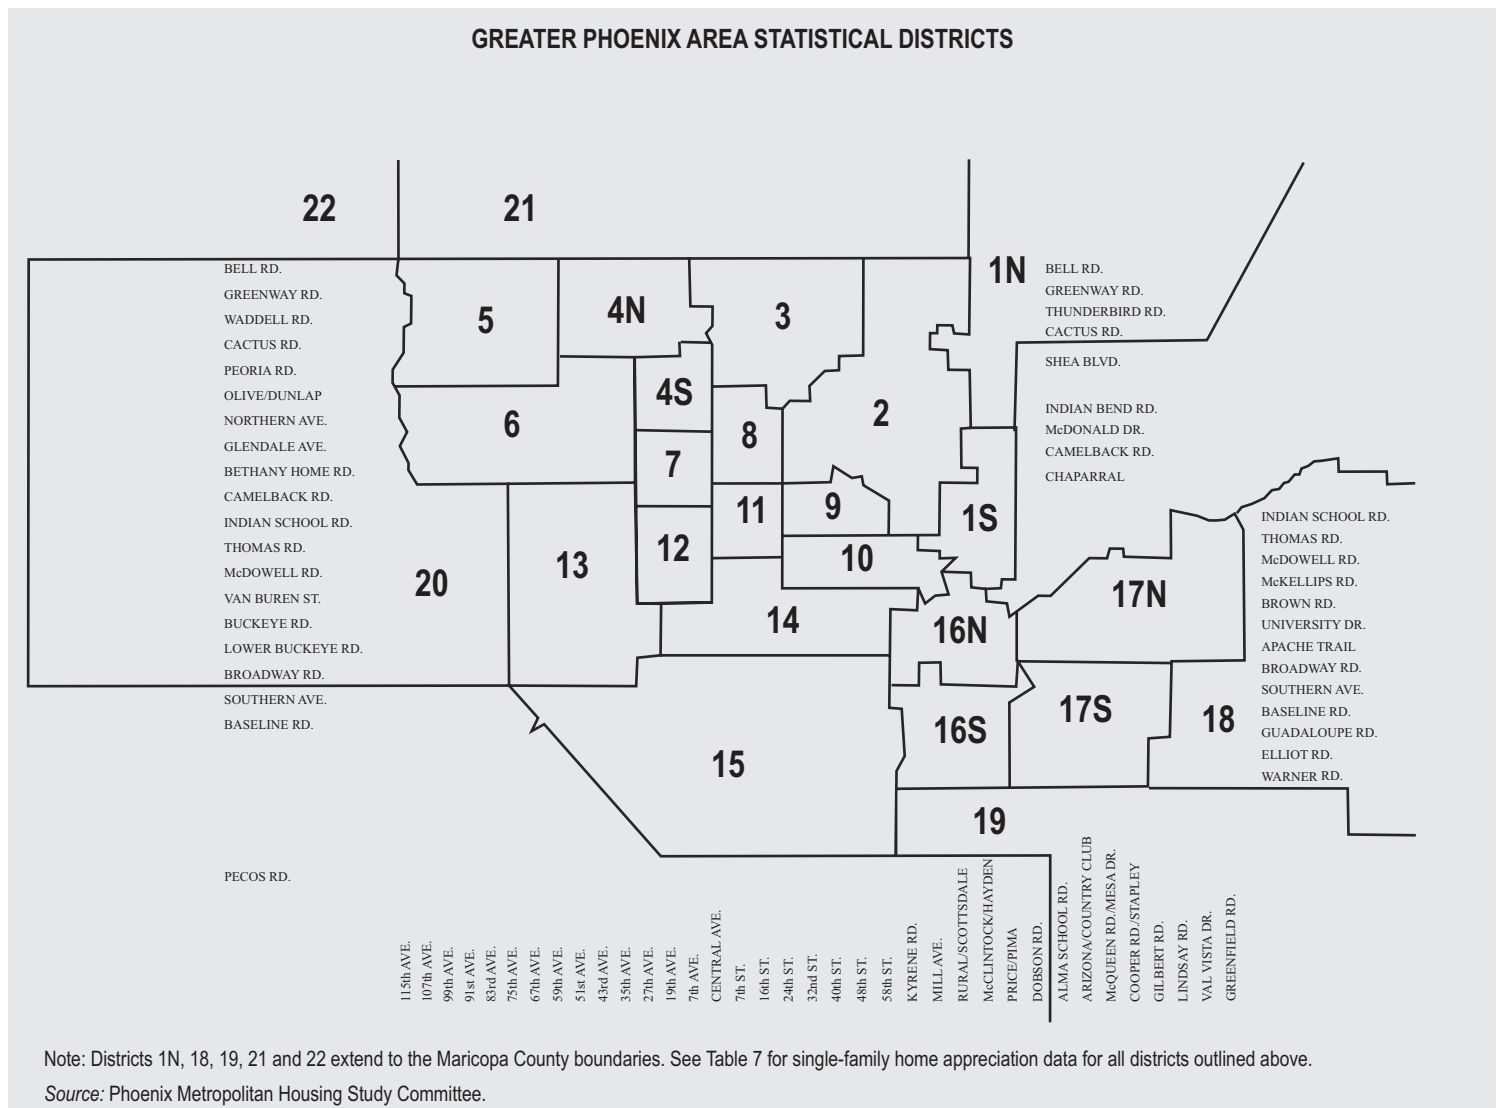 GREATER PHOENIX AREA STATISTICAL DISTRICTS
22
21
1N
BELL RD.
GREENWAY RD.
WADDELL RD.
CACTUS RD.
PEORIA RD.
OLIVE/DUNLAP
NORTHERN AVE.
GLENDALE AVE.
BETHANY HOME RD.
CAMELBACK RD.
INDIAN SCHOOL RD.
THOMAS RD.
McDOWELL RD.
VAN BUREN ST.
BUCKEYE RD.
LOWER BUCKEYE RD.
BROADWAY RD.
SOUTHERN AVE.
BASELINE RD.
PECOS RD.
5
4N
3
6
4S
8
2
7
11
9
1S
12
10
13
20
14
16N
17N
15
16S
17S
18
19
BELL RD.
GREENWAY RD.
THUNDERBIRD RD.
CACTUS RD.
SHEA BLVD.
INDIAN BEND RD.
McDONALD DR.
CAMELBACK RD.
CHAPARRAL
INDIAN SCHOOL RD.
THOMAS RD.
McDOWELL RD.
McKELLIPS RD.
BROWN RD.
UNIVERSITY DR.
APACHE TRAIL
BROADWAY RD.
SOUTHERN AVE.
BASELINE RD.
GUADALOUPE RD.
ELLIOT RD.
WARNER RD.
115th AVE.
107th AVE.
99th AVE.
91st AVE.
83rd AVE.
75th AVE.
67th AVE.
59th AVE.
51st AVE.
43rd AVE.
35th AVE.
27th AVE.
19th AVE.
7th AVE.
CENTRAL AVE.
7th ST.
16th ST.
24th ST.
32nd ST.
40th ST.
48th ST.
58th ST.
KYRENE RD.
MILL AVE.
RURAL/SCOTTSDALE
McCLINTOCK/HAYDEN
PRICE/PIMA
DOBSON RD.
ALMA SCHOOL RD.
ARIZONA/COUNTRY CLUB
McQUEEN RD./MESA DR.
COOPER RD./STAPLEY
GILBERT RD.
LINDSAY RD.
VAL VISTA DR.
GREENFIELD RD.
Note: Districts 1N, 18, 19, 21 and 22 extend to the Maricopa County boundaries. See Table 7 for single-family home appreciation data for all districts outlined above.
Source: Phoenix Metropolitan Housing Study Committee.